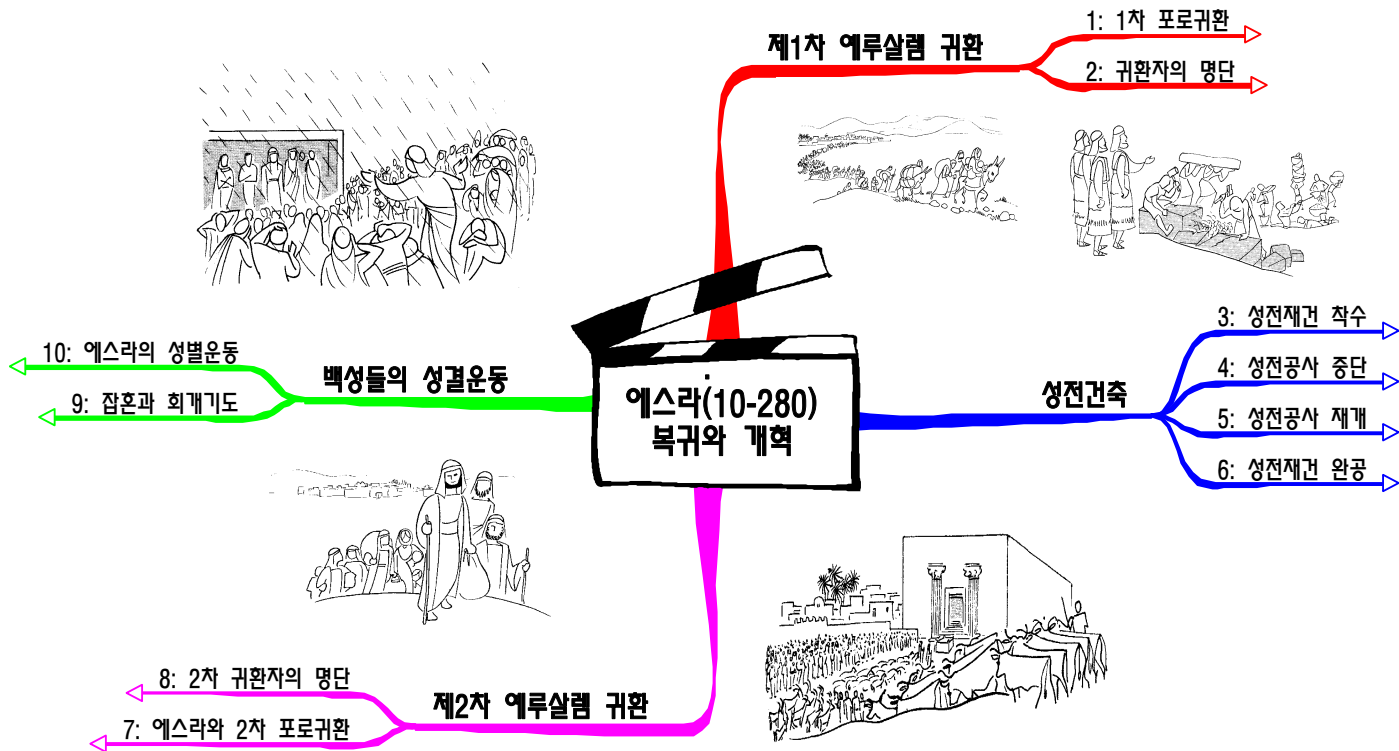 에스라(10-280)
복귀와 개혁
제1차 예루살렘 귀환
1: 1차 포로귀환
2: 귀환자의 명단
성전건축
3: 성전재건 착수
4: 성전공사 중단
5: 성전공사 재개
6: 성전재건 완공
제2차 예루살렘 귀환
7: 에스라와 2차 포로귀환
8: 2차 귀환자의 명단
백성들의 성결운동
9: 잡혼과 회개기도
10: 에스라의 성별운동